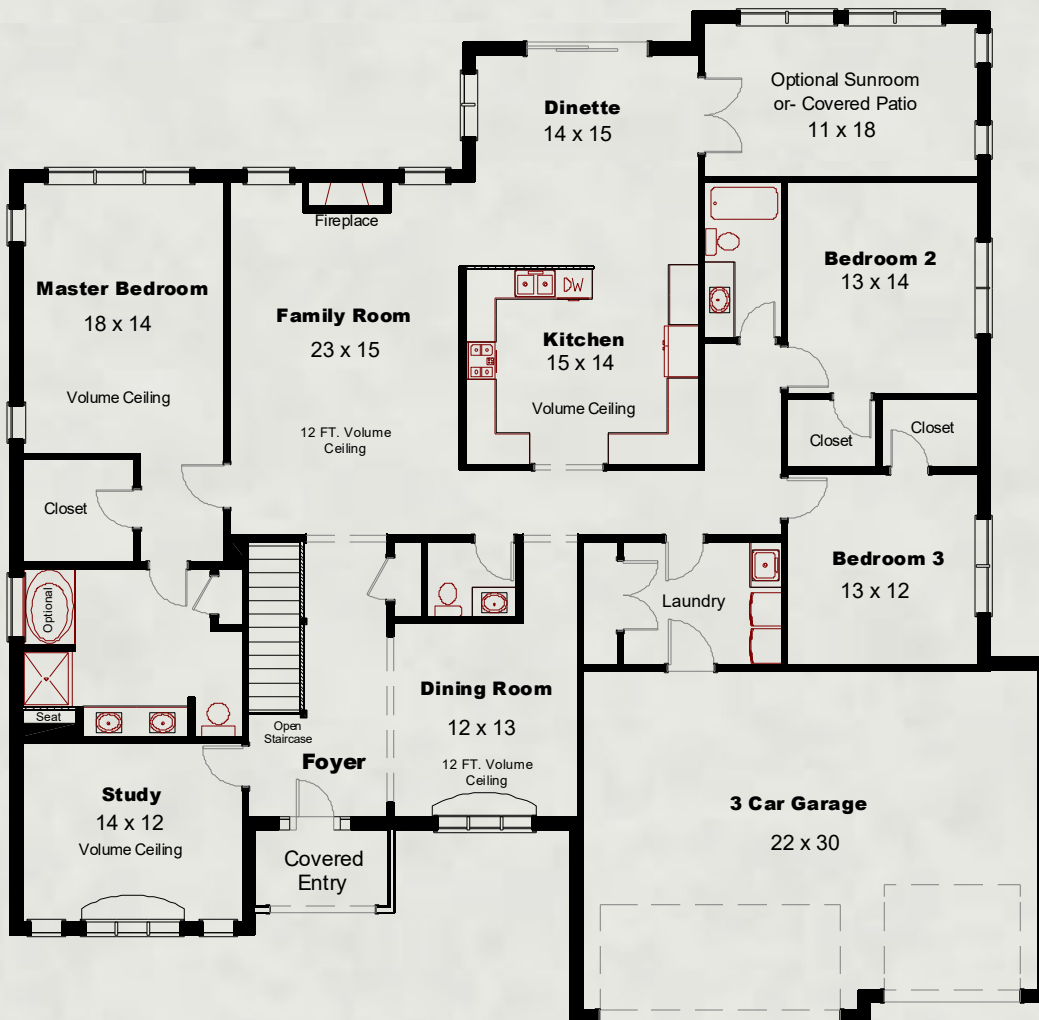 Optional Sunroom
or- Covered Patio
11 x 18
Dinette
14 x 15
Fireplace
Master Bedroom
18 x 14
Volume Ceiling
Family Room
23 x 15
12 FT. Volume
Ceiling
DW
Kitchen
15 x 14
Volume Ceiling
Bedroom 2
13 x 14
Closet
Closet
Closet
Bedroom 3
13 x 12
Laundry
Optional
Seat
Open
Staircase
Foyer
Dining Room
12 x 13
12 FT. Volume
Ceiling
Study
14 x 12
Volume Ceiling
Covered
Entry
3 Car Garage
22 x 30